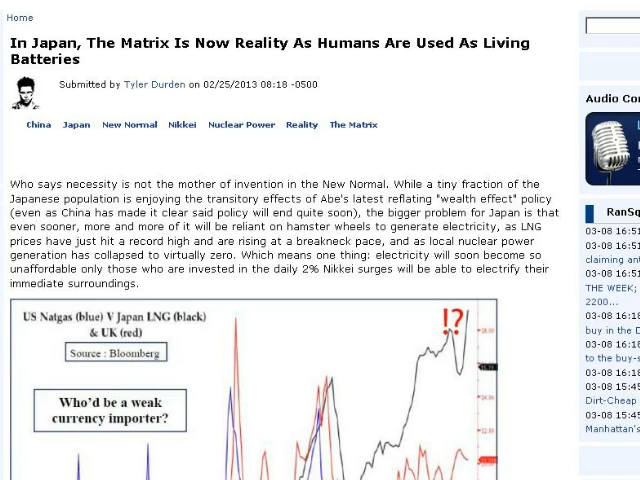 Home
In Japan, The Matrix Is Now Reality As Humans Are Used As Living
Batteries
Submitted by Tyler Durden on 02/25/2013 08:18 -0500
China Japan New Normal Nikkei Nuclear Power Reality The Matrix
Who says necessity is not the mother of invention in the New Normal. While a tiny fraction of the
Japanese population is enjoying the transitory effects of Abe's latest reflating "wealth effect" policy
(even as China has made it clear said policy will end quite soon), the bigger problem for Japan is that
even sooner, more and more of it will be reliant on hamster wheels to generate electricity, as LNG
prices have just hit a record high and are rising at a breakneck pace, and as local nuclear power
generation has collapsed to virtually zero. Which means one thing: electricity will soon become so
unaffordable only those who are invested in the daily 2% Nikkei surges will be able to electrify their
immediate surroundings.
US Natgas (blue) V Japan LNG (black)
& UK (red)
Source : Bloomberg
!?
Who'd be a weak
currency importer?
Audio Co
RanSq
03-08 16:51
03-08 16:51
claiming ant
03-08 16:51
THE WEEK;
2200...
03-08 16:18
buy in the D
03-08 16:18
to the buy-s
03-08 16:18
03-08 15:45
Dirt-Cheap
03-08 15:45
Manhattan's